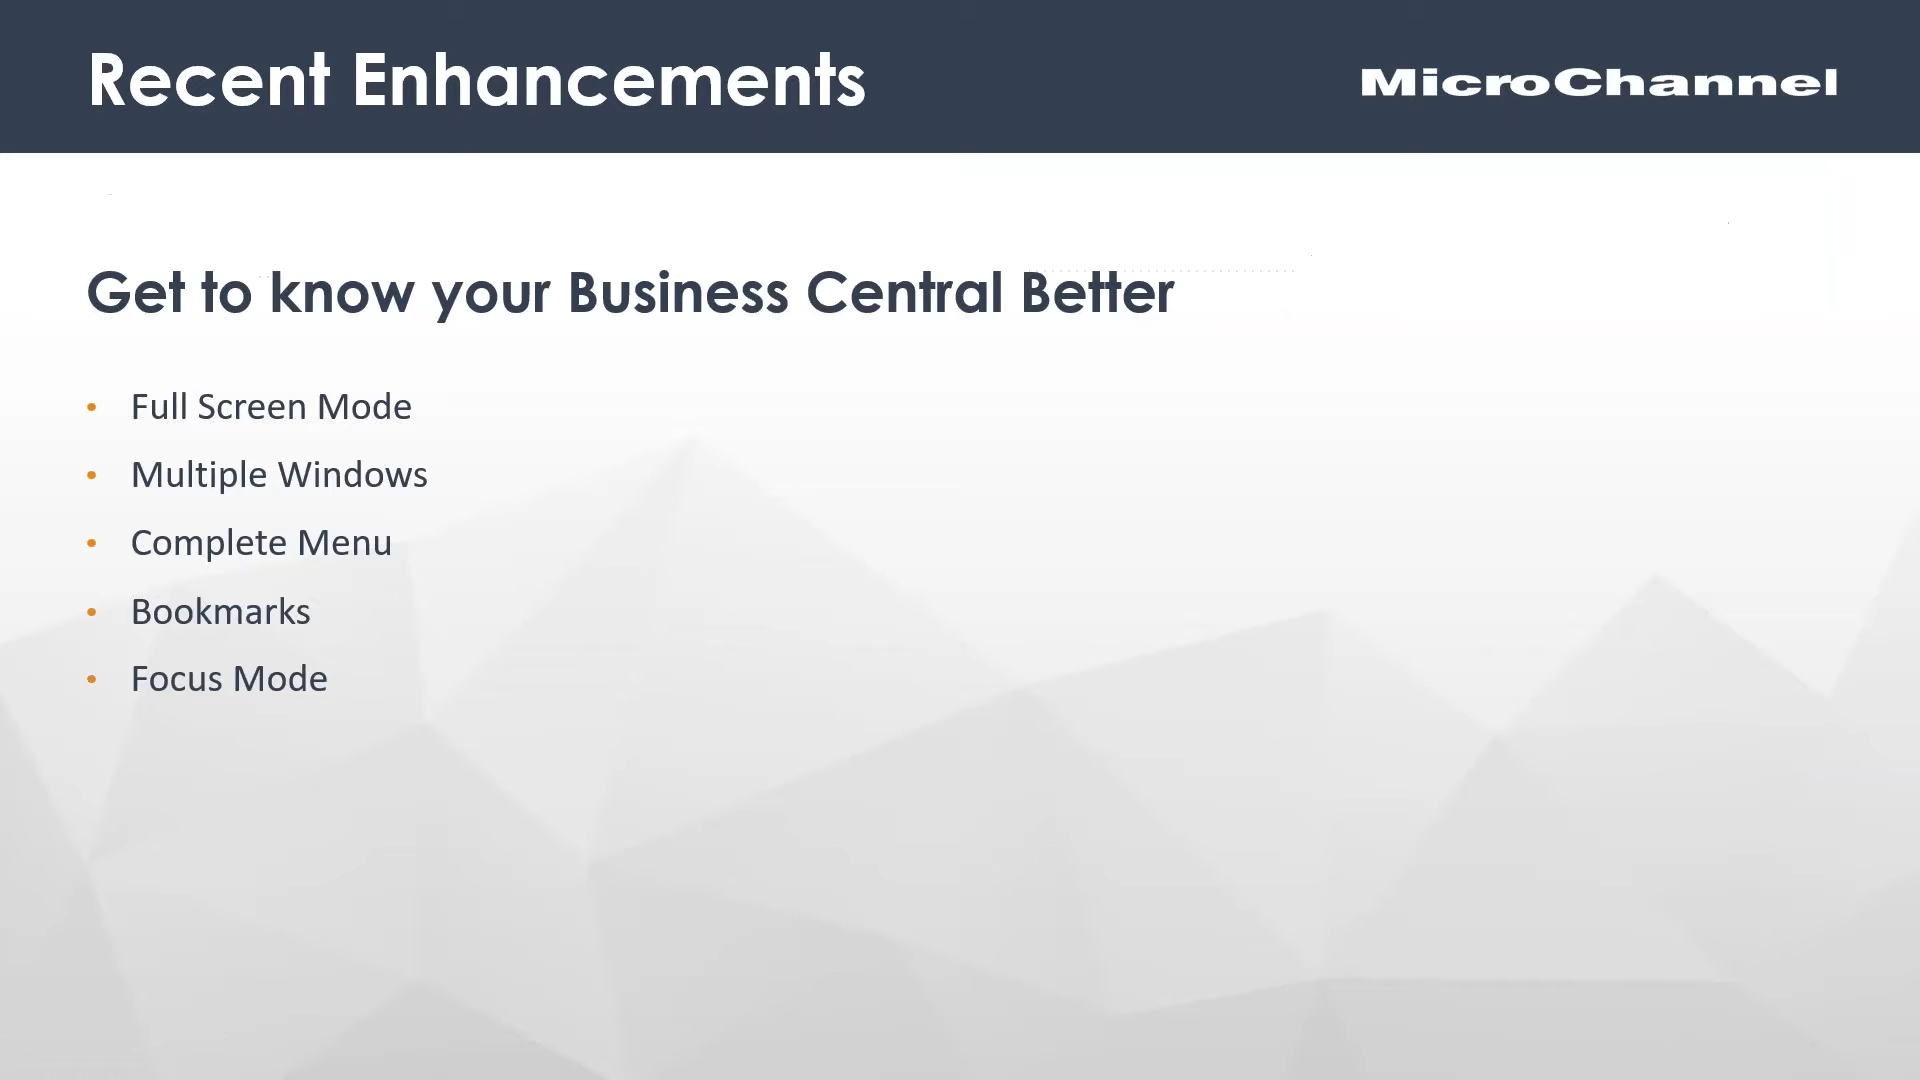 Recent Enhancements
MicroChannel
Get to know your Business Central Better
• Full Screen Mode
• Multiple Windows
• Complete Menu
• Bookmarks
• Focus Mode